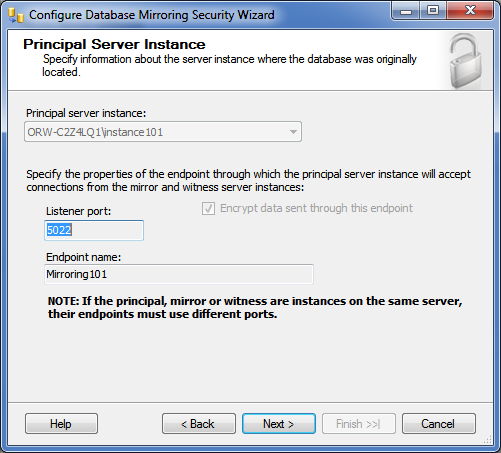 Configure Database Mirroring Security Wizard
Principal Server Instance
Specify information about the server instance where the database was originally
located.
Principal server instance:
ORW-C2Z4LQ1\instance101
Specify the properties of the endpoint through which the principal server instance will accept
connections from the mirror and witness server instances:
Listener port:
Encrypt data sent through this endpoint
5022
Endpoint name:
Mirroring101
NOTE: If the principal, mirror or witness are instances on the same server,
their endpoints must use different ports.
Help
< Back
Next >
Finish >>|
Cancel